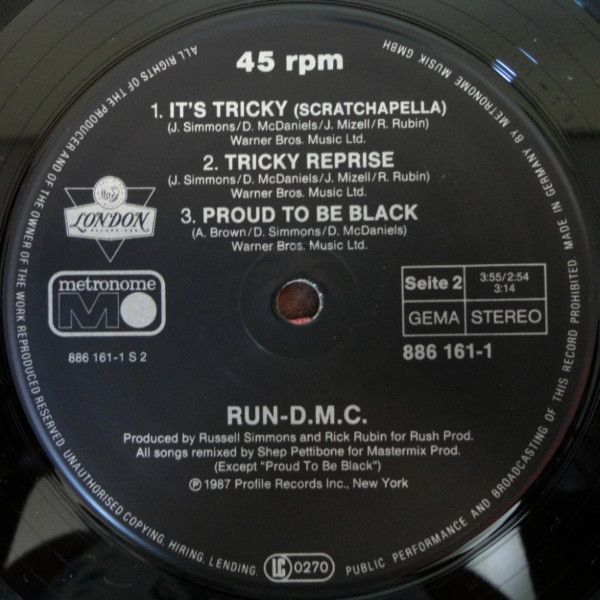 45 rpm
1. IT'S TRICKY (SCRATCHAPELLA)
(J. Simmons/D. McDaniels/J. Mizell/R. Rubin)
Warner Bros. Music Ltd.
2. TRICKY REPRISE
(J. Simmons/D. McDaniels/J. Mizell/R. Rubin)
Warner Bros. Music Ltd.
3. PROUD TO BE BLACK
(A. Brown/D. Simmons/D. McDaniels)
Warner Bros. Music Ltd.
LONDON
RECORDINGS
metronome
886 161-1 S 2
Seite 2
3:55/2:54
3:14
GEMA
STEREO
886 161-1
RUN-D.M.C.
Produced by Russell Simmons and Rick Rubin for Rush Prod.
All songs remixed by Shep Pettibone for Mastermix Prod.
(Except "Proud To Be Black")
℗ 1987 Profile Records Inc., New York
LC 0270
ALL RIGHTS OF THE PRODUCER AND OF THE OWNER OF THE WORK REPRODUCED RESERVED. UNAUTHORISED COPYING, HIRING, LENDING, PUBLIC PERFORMANCE AND BROADCASTING OF THIS RECORD PROHIBITED. MADE IN GERMANY BY METRONOME MUSIK GMBH